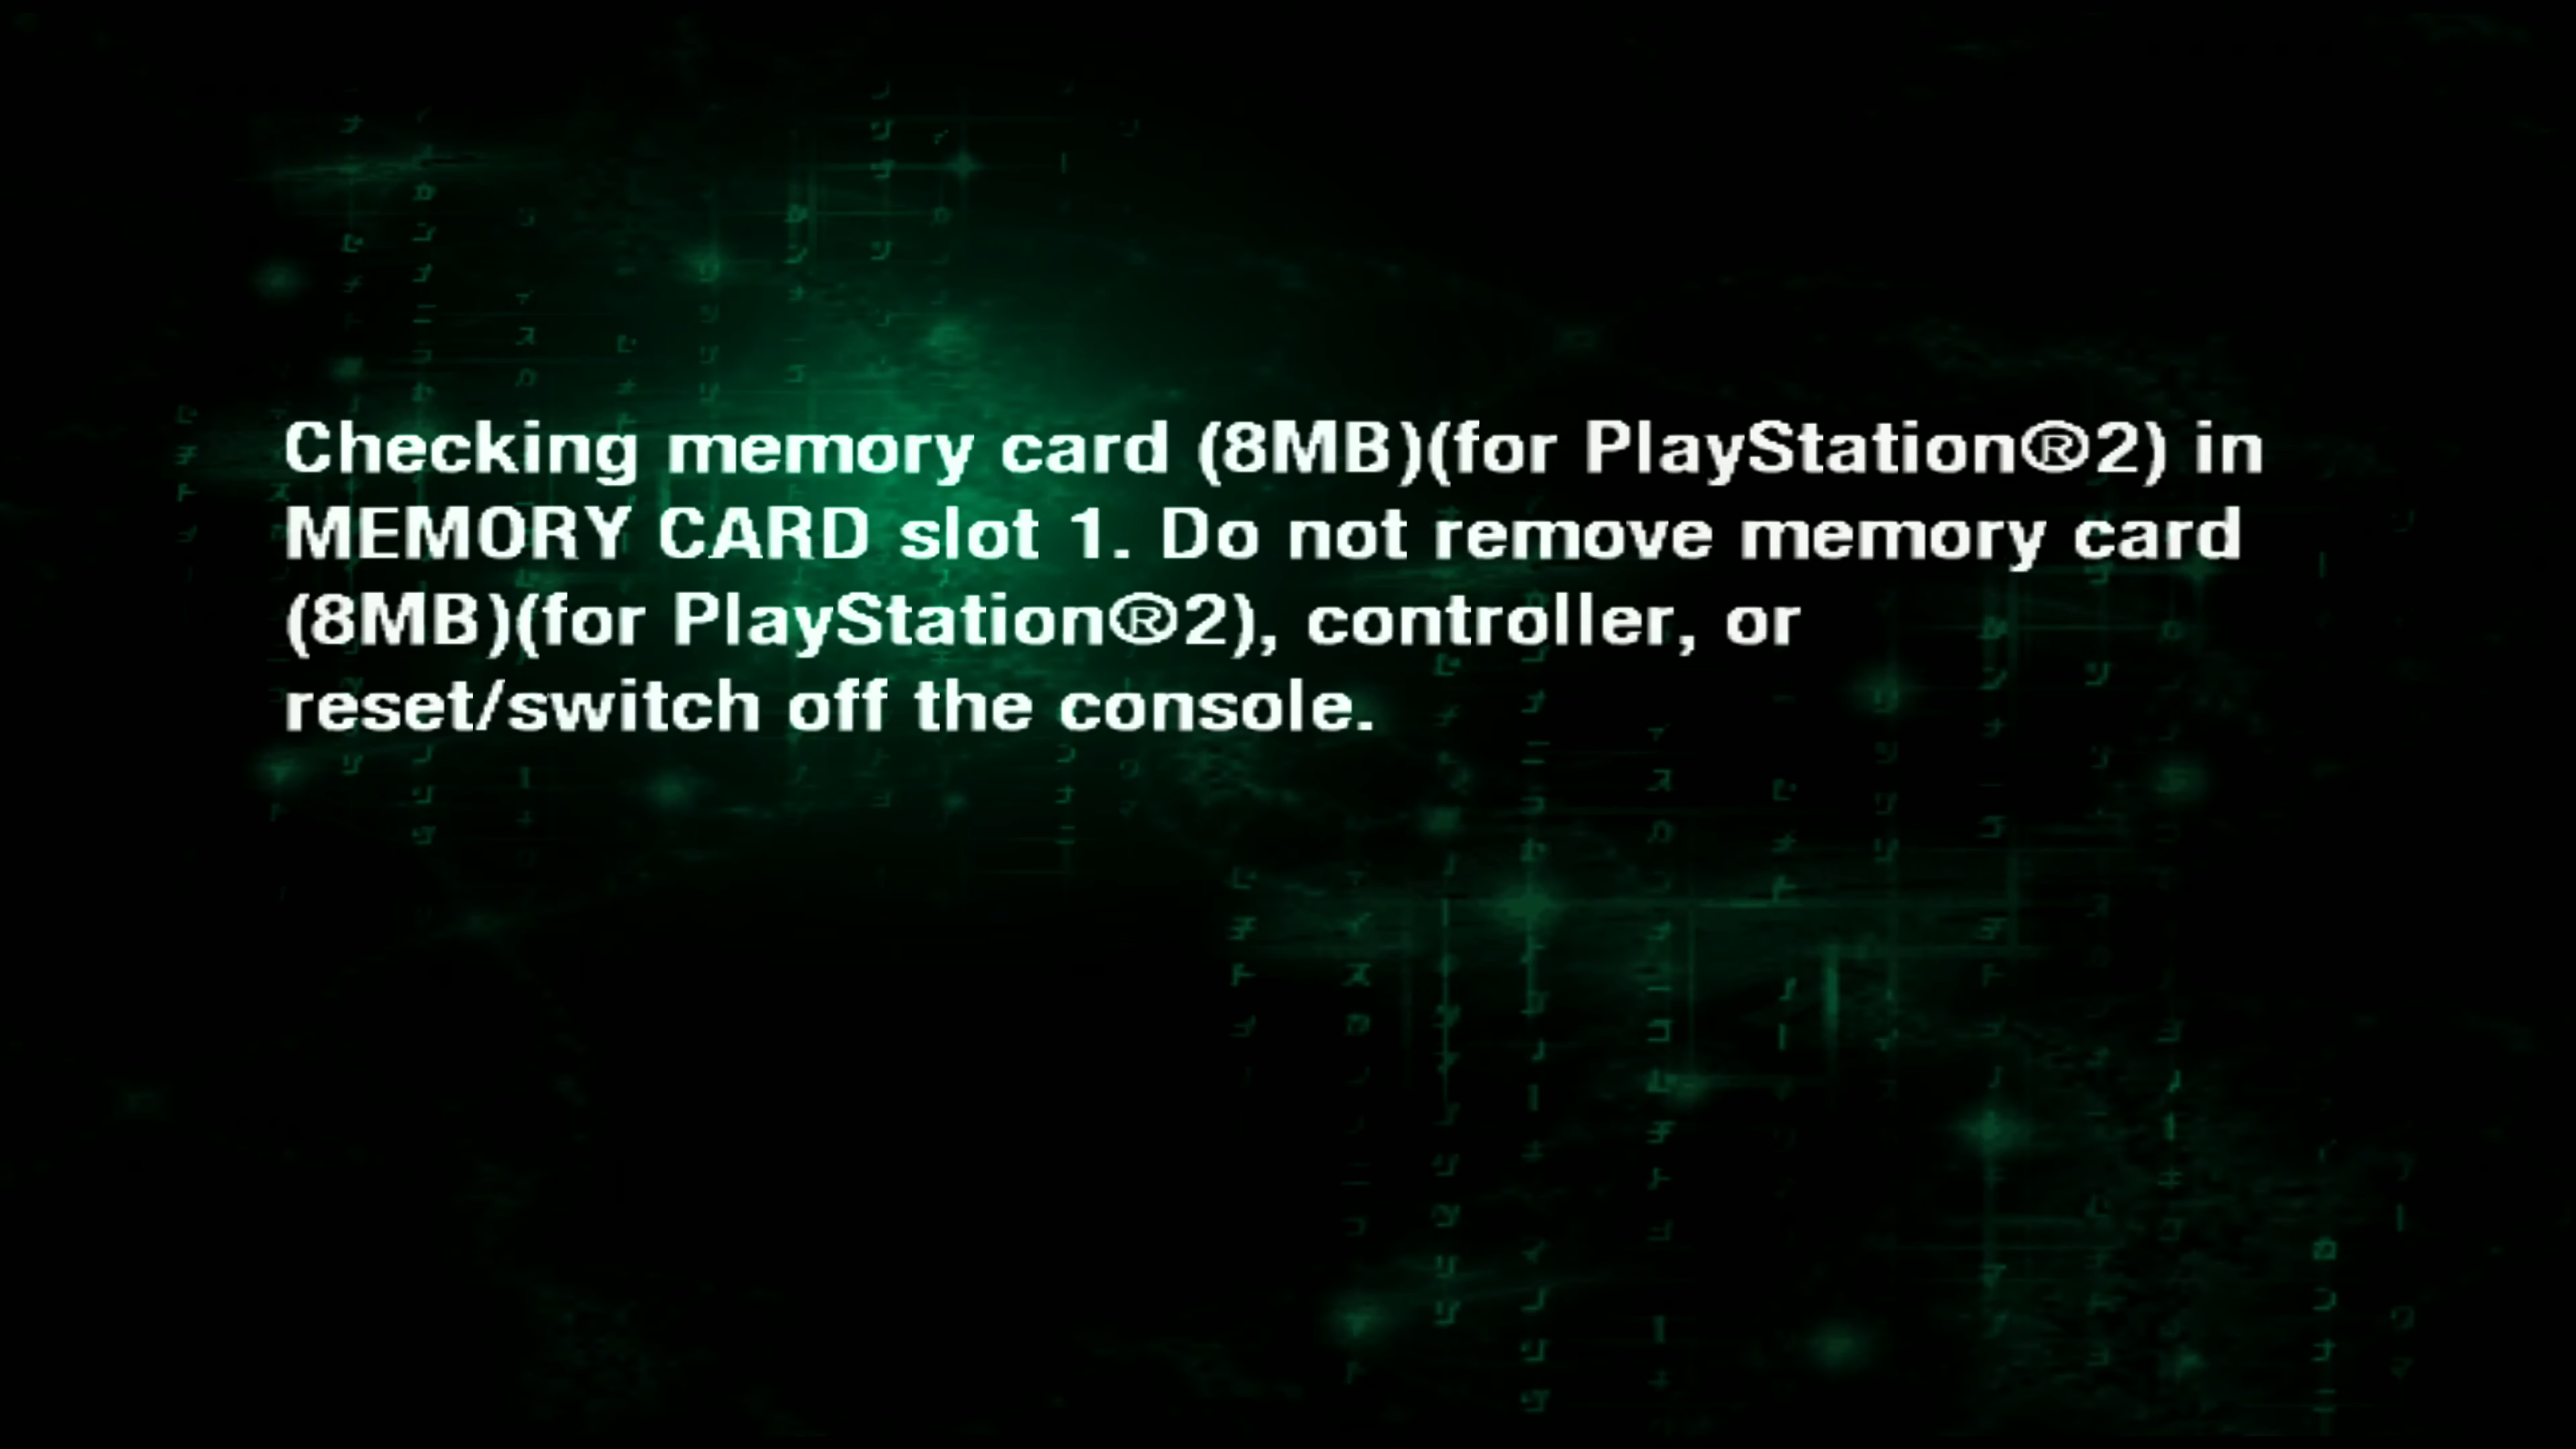 Checking memory card (8MB)(for PlayStation®2) in
MEMORY CARD slot 1. Do not remove memory card
(8MB)(for PlayStation®2), controller, or
reset/switch off the console.